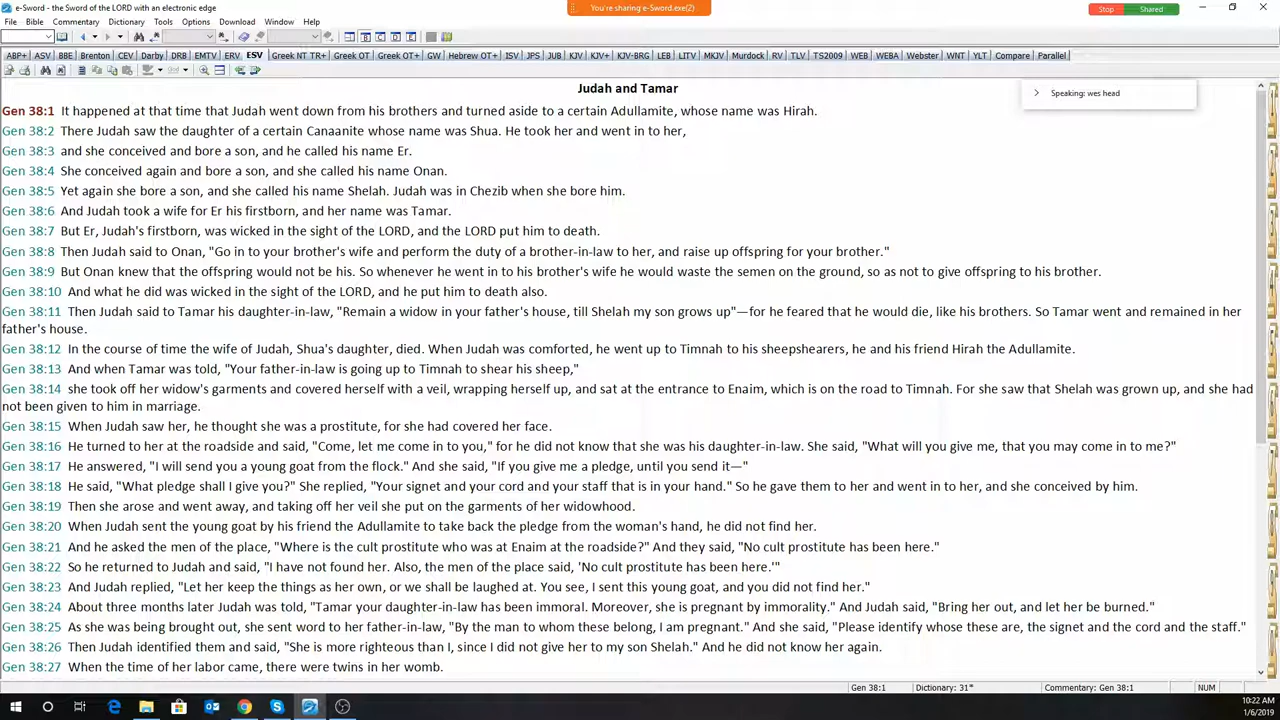 e-Sword - the Sword of the LORD with an electronic edge
You're sharing e-Sword.exe(2)
Stop Shared
File Edit Bible Commentary Dictionary Tools Options Download Window Help
ABP+ ASV BBE Brenton CEV Darby DRB EMTV ERV ESV Greek NT TR+ Greek OT Greek OT+ GW Hebrew OT+ ISV JPS JUB KJV KJV+ KJV-BRG LEB LITV MKJV Murdock RV TLV TS2009 WEB WEBA Webster WNT YLT Compare Parallel
Judah and Tamar
Speaking: wes head
Gen 38:1 It happened at that time that Judah went down from his brothers and turned aside to a certain Adullamite, whose name was Hirah.
Gen 38:2 There Judah saw the daughter of a certain Canaanite whose name was Shua. He took her and went in to her,
Gen 38:3 and she conceived and bore a son, and he called his name Er.
Gen 38:4 She conceived again and bore a son, and she called his name Onan.
Gen 38:5 Yet again she bore a son, and she called his name Shelah. Judah was in Chezib when she bore him.
Gen 38:6 And Judah took a wife for Er his firstborn, and her name was Tamar.
Gen 38:7 But Er, Judah's firstborn, was wicked in the sight of the LORD, and the LORD put him to death.
Gen 38:8 Then Judah said to Onan, "Go in to your brother's wife and perform the duty of a brother-in-law to her, and raise up offspring for your brother."
Gen 38:9 But Onan knew that the offspring would not be his. So whenever he went in to his brother's wife he would waste the semen on the ground, so as not to give offspring to his brother.
Gen 38:10 And what he did was wicked in the sight of the LORD, and he put him to death also.
Gen 38:11 Then Judah said to Tamar his daughter-in-law, "Remain a widow in your father's house, till Shelah my son grows up"—for he feared that he would die, like his brothers. So Tamar went and remained in her
father's house.
Gen 38:12 In the course of time the wife of Judah, Shua's daughter, died. When Judah was comforted, he went up to Timnah to his sheepshearers, he and his friend Hirah the Adullamite.
Gen 38:13 And when Tamar was told, "Your father-in-law is going up to Timnah to shear his sheep,"
Gen 38:14 she took off her widow's garments and covered herself with a veil, wrapping herself up, and sat at the entrance to Enaim, which is on the road to Timnah. For she saw that Shelah was grown up, and she had
not been given to him in marriage.
Gen 38:15 When Judah saw her, he thought she was a prostitute, for she had covered her face.
Gen 38:16 He turned to her at the roadside and said, "Come, let me come in to you," for he did not know that she was his daughter-in-law. She said, "What will you give me, that you may come in to me?"
Gen 38:17 He answered, "I will send you a young goat from the flock." And she said, "If you give me a pledge, until you send it—"
Gen 38:18 He said, "What pledge shall I give you?" She replied, "Your signet and your cord and your staff that is in your hand." So he gave them to her and went in to her, and she conceived by him.
Gen 38:19 Then she arose and went away, and taking off her veil she put on the garments of her widowhood.
Gen 38:20 When Judah sent the young goat by his friend the Adullamite to take back the pledge from the woman's hand, he did not find her.
Gen 38:21 And he asked the men of the place, "Where is the cult prostitute who was at Enaim at the roadside?" And they said, "No cult prostitute has been here."
Gen 38:22 So he returned to Judah and said, "I have not found her. Also, the men of the place said, 'No cult prostitute has been here.'"
Gen 38:23 And Judah replied, "Let her keep the things as her own, or we shall be laughed at. You see, I sent this young goat, and you did not find her."
Gen 38:24 About three months later Judah was told, "Tamar your daughter-in-law has been immoral. Moreover, she is pregnant by immorality." And Judah said, "Bring her out, and let her be burned."
Gen 38:25 As she was being brought out, she sent word to her father-in-law, "By the man to whom these belong, I am pregnant." And she said, "Please identify whose these are, the signet and the cord and the staff."
Gen 38:26 Then Judah identified them and said, "She is more righteous than I, since I did not give her to my son Shelah." And he did not know her again.
Gen 38:27 When the time of her labor came, there were twins in her womb.
Gen 38:1 Dictionary: 31* Commentary: Gen 38:1 NUM
10:22 AM
1/6/2019